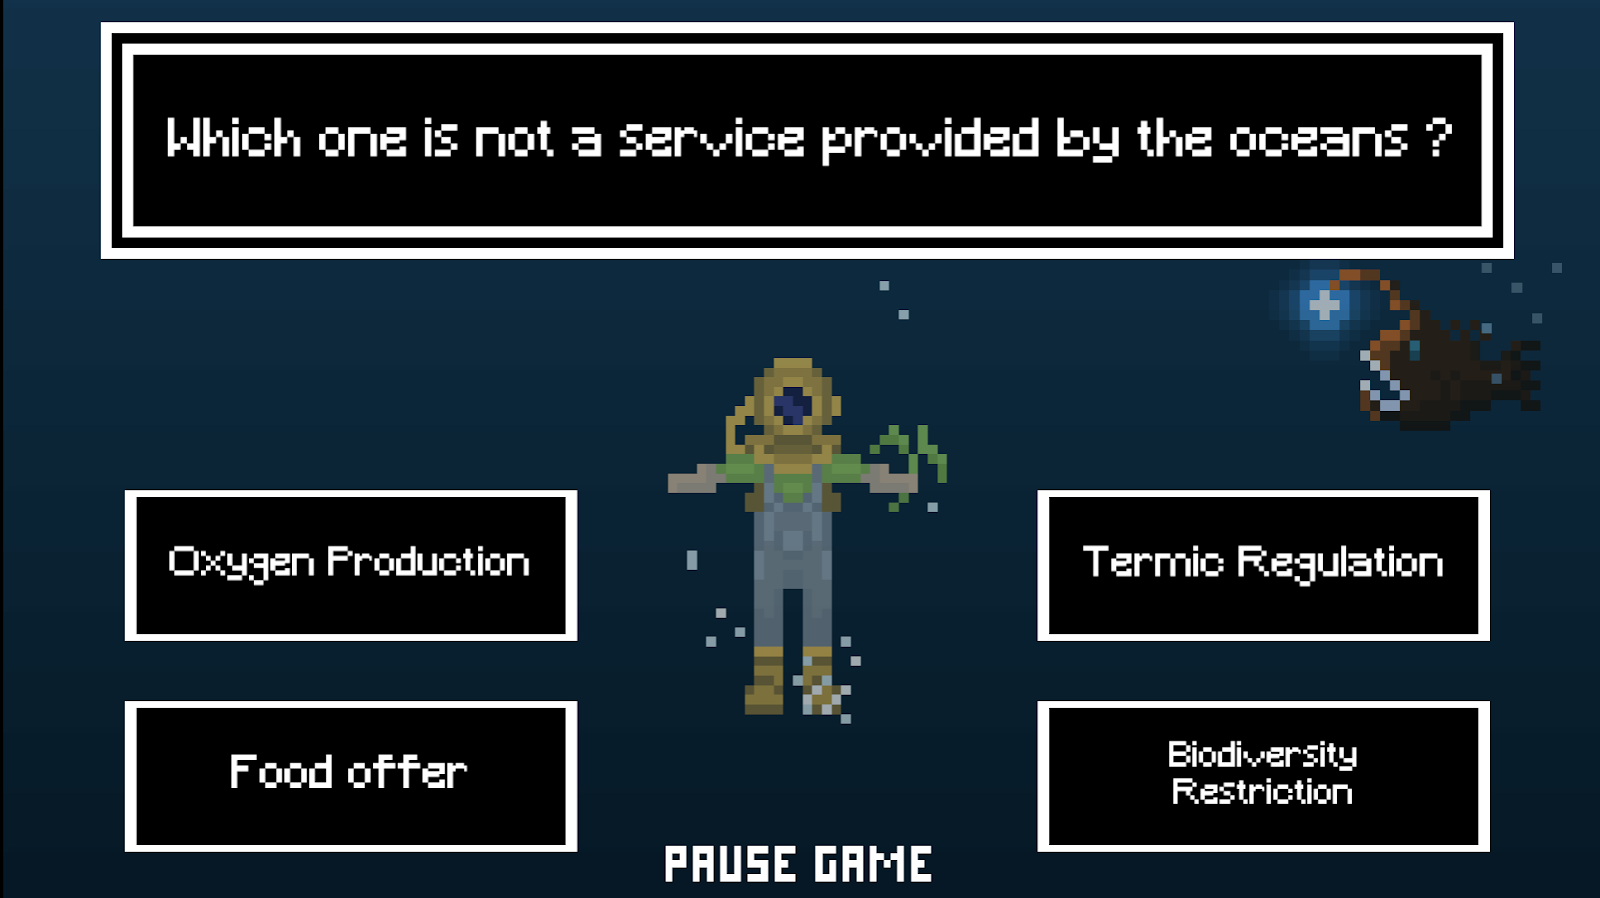 Which one is not a service provided by the oceans ?
Oxygen Production
Termic Regulation
Food offer
Biodiversity
Restriction
PAUSE GAME